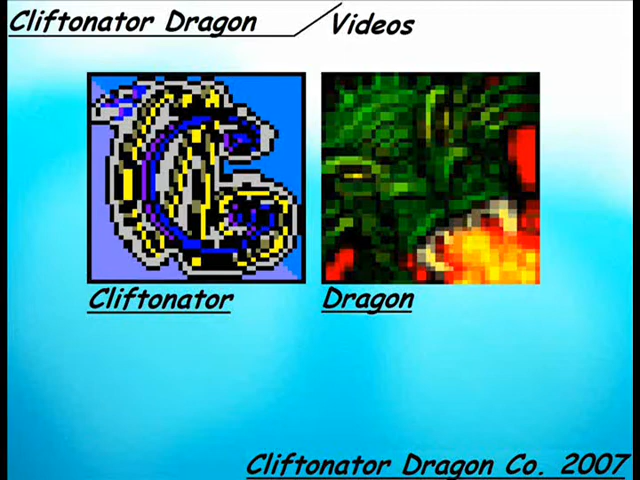 Cliftonator Dragon
Videos
Cliftonator
Dragon
Cliftonator Dragon Co. 2007